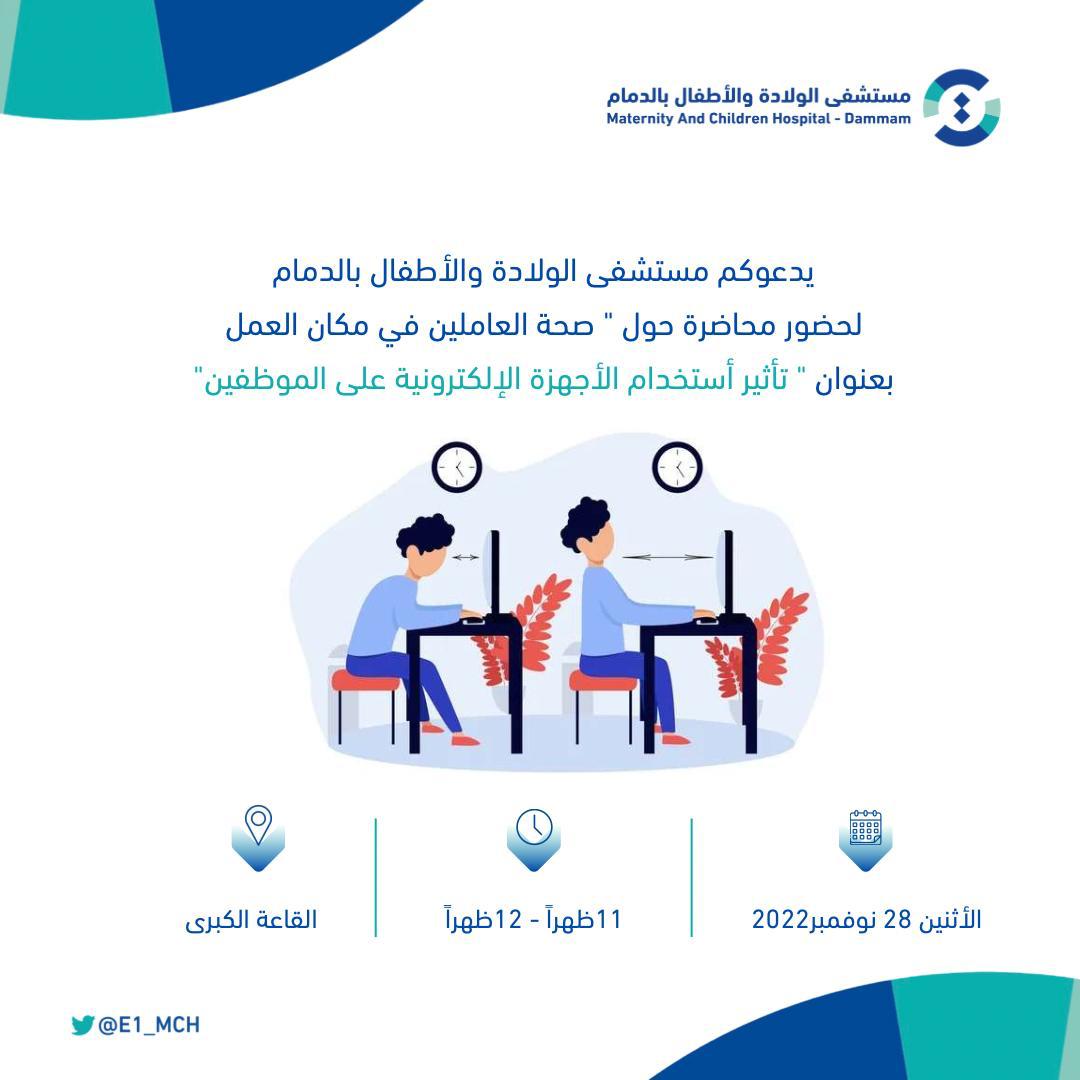 مستشفى الولادة والأطفال بالدمام
Maternity And Children Hospital - Dammam
يدعوكم مستشفى الولادة والأطفال بالدمام
لحضور محاضرة حول " صحة العاملين في مكان العمل
بعنوان " تأثير أستخدام الأجهزة الإلكترونية على الموظفين"
الأثنين 28 نوفمبر2022
11ظهراً - 12ظهراً
القاعة الكبرى
@E1_MCH